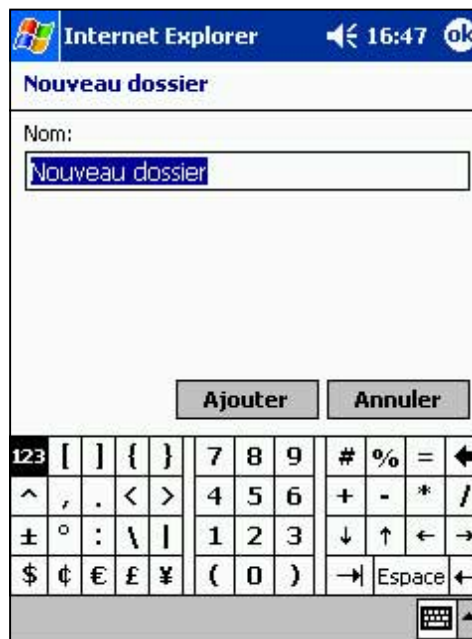 Internet Explorer 16:47 ok
Nouveau dossier
Nom:
Nouveau dossier
Ajouter Annuler
123 [ ] { } 7 8 9 # % = ←
^ , . < > 4 5 6 + - * /
± ° : \ | 1 2 3 ↓ ↑ ← →
$ ¢ € £ ¥ ( 0 ) →| Espace ←